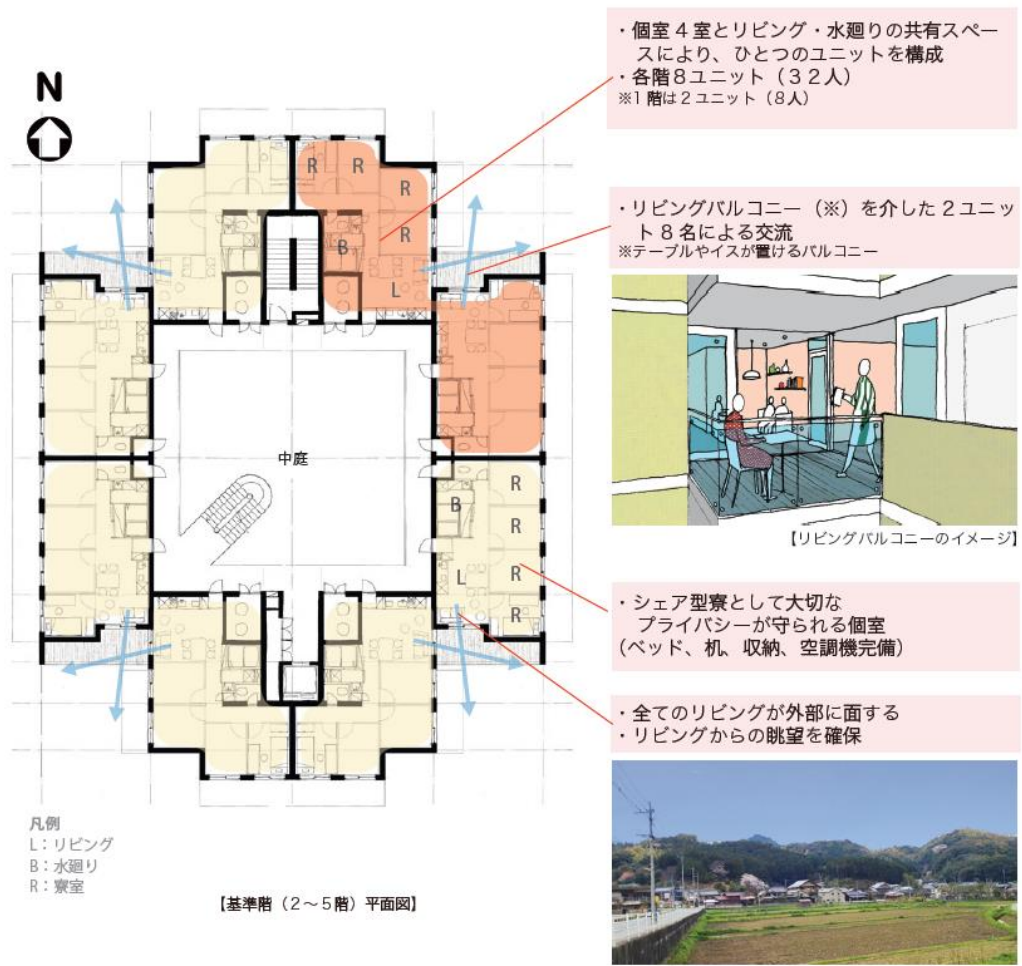 ・個室4室とリビング・水廻りの共有スペー
スにより、ひとつのユニットを構成
・各階8ユニット(32人)
※1階は2ユニット(8人)
N
R
R
R
R
B
L
・リビングバルコニー(※)を介した2ユニッ
ト8名による交流
※テーブルやイスが置けるバルコニー
【リビングバルコニーのイメージ】
中庭
R
B
R
L
R
R
・シェア型寮として大切な
プライバシーが守られる個室
(ベッド、机、収納、空調機完備)
・全てのリビングが外部に面する
・リビングからの眺望を確保
凡例
L:リビング
B:水廻り
R:寮室
【基準階(2～5階)平面図】